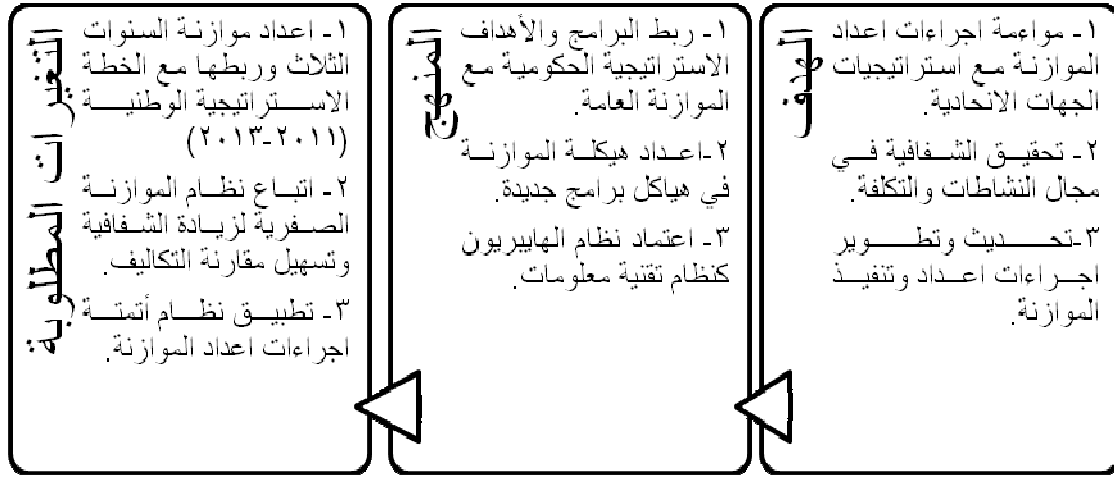 الهدف
١- مواءمة اجراءات اعداد
الموازنة مع استراتيجيات
الجهات الاتحادية.
٢- تحقيق الشفافية في
مجال النشاطات والتكلفة.
٣-تحديث وتطوير
اجراءات اعداد وتنفيذ
الموازنة.
المنهج
١- ربط البرامج والأهداف
الاستراتيجية الحكومية مع
الموازنة العامة.
٢-اعداد هيكلة الموازنة
في هياكل برامج جديدة.
٣- اعتماد نظام الهايبريون
كنظام تقنية معلومات.
التغيرات المطلوبة
١- اعداد موازنة السنوات
الثلاث وربطها مع الخطة
الاستراتيجية الوطنية
(٢٠١١-٢٠١٣)
٢- اتباع نظام الموازنة
الصفرية لزيادة الشفافية
وتسهيل مقارنة التكاليف.
٣- تطبيق نظام أتمتة
اجراءات اعداد الموازنة.